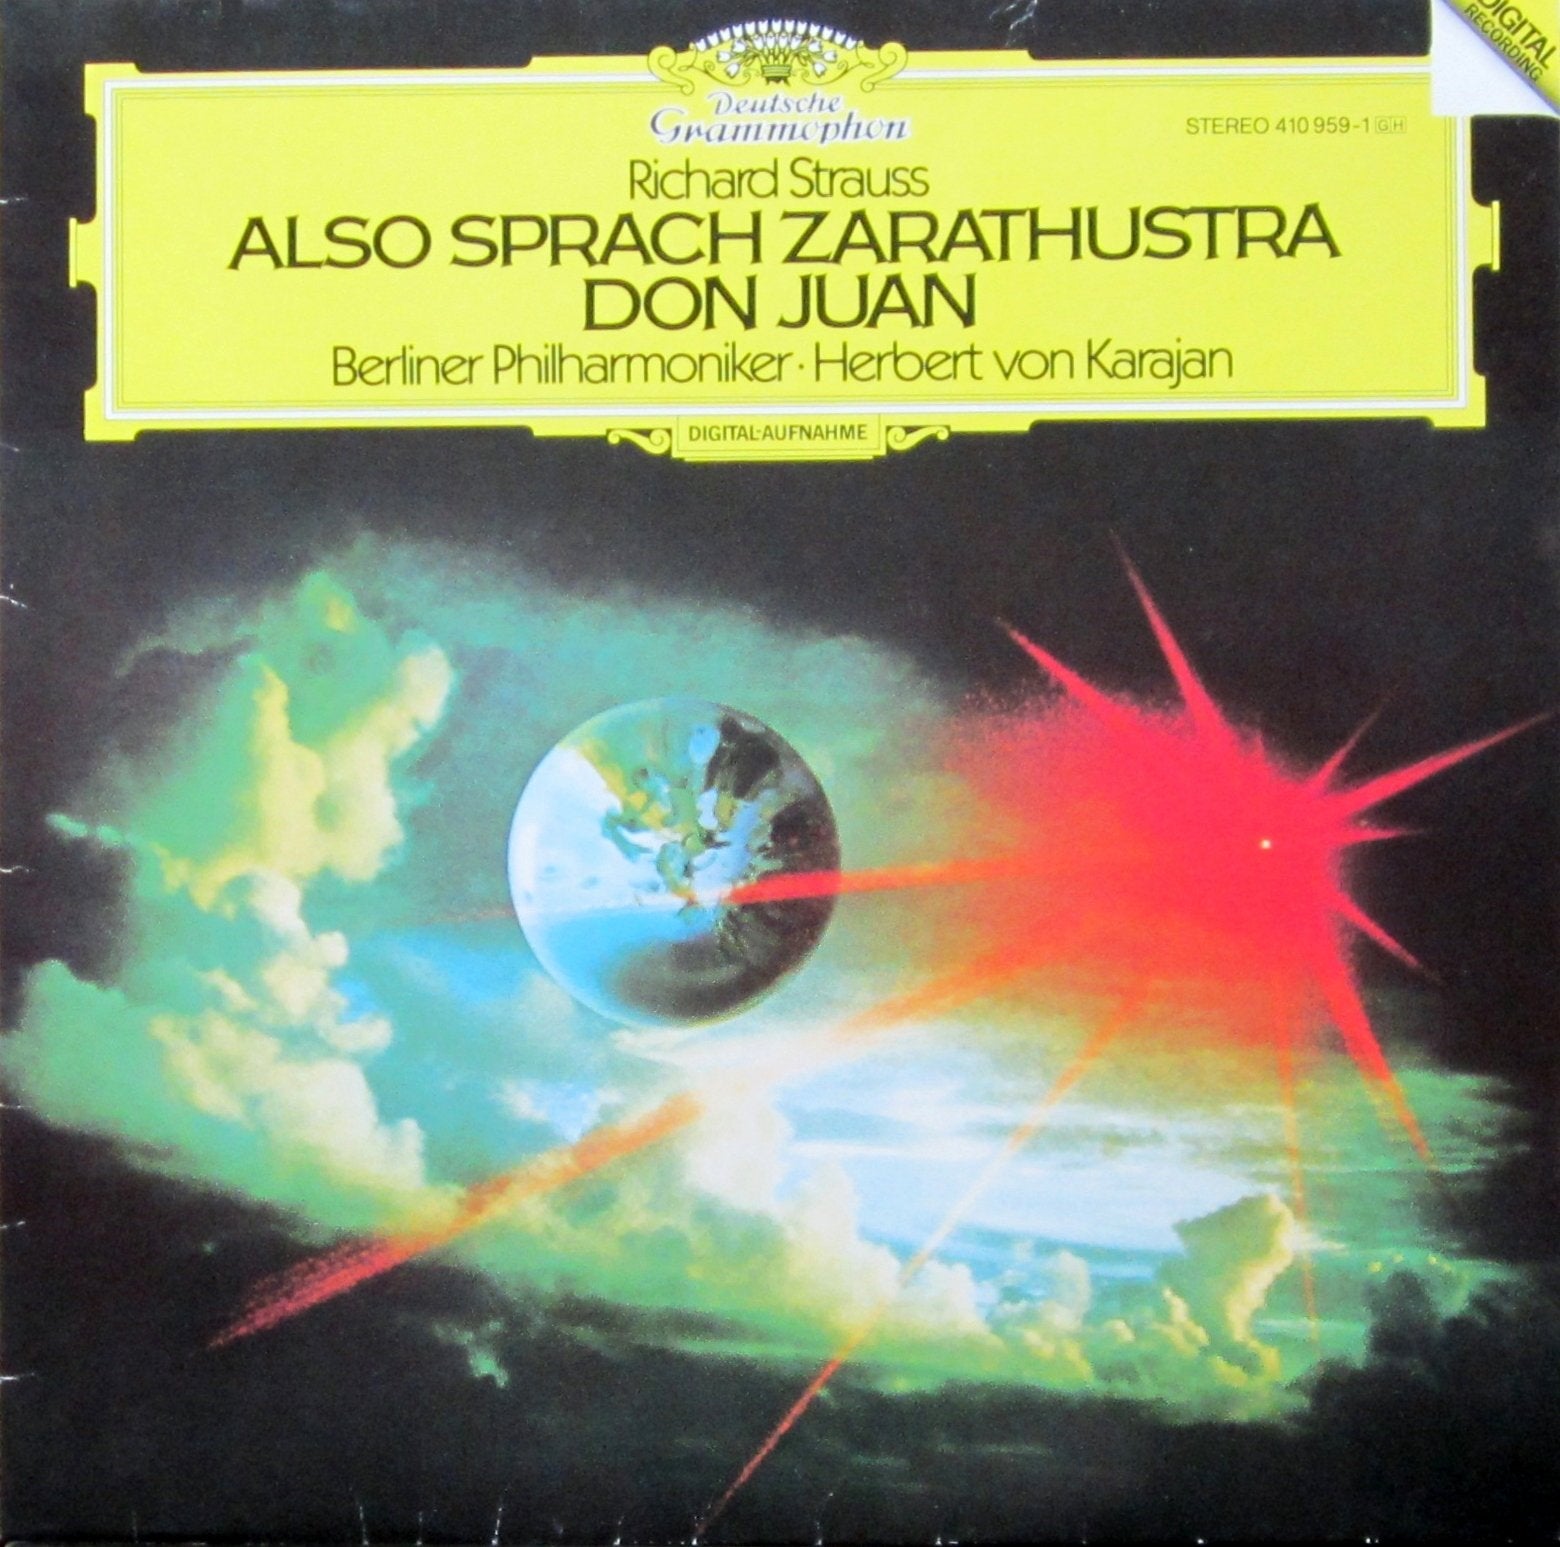 DIGITAL
RECORDING
Deutsche
Grammophon
STEREO 410 959-1 GH
Richard Strauss
ALSO SPRACH ZARATHUSTRA
DON JUAN
Berliner Philharmoniker · Herbert von Karajan
DIGITAL-AUFNAHME